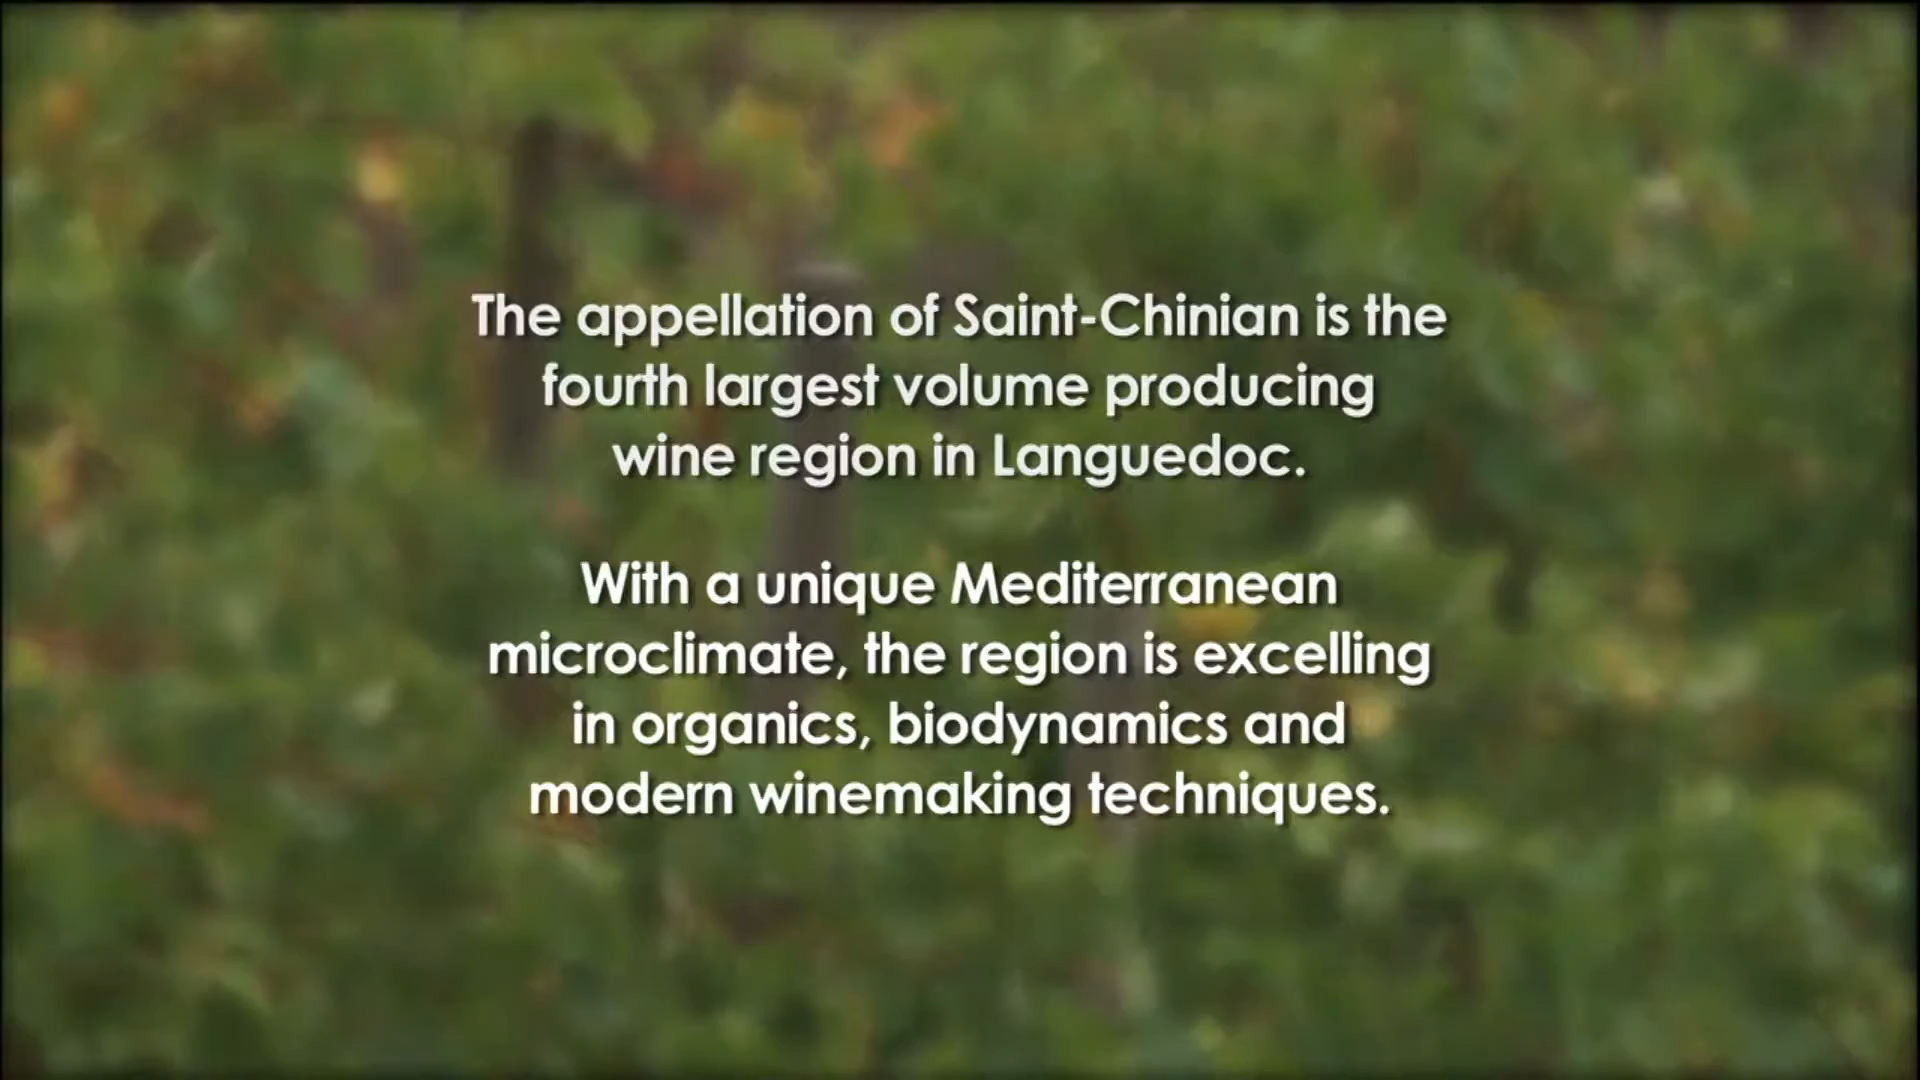 The appellation of Saint-Chinian is the
fourth largest volume producing
wine region in Languedoc.
With a unique Mediterranean
microclimate, the region is excelling
in organics, biodynamics and
modern winemaking techniques.